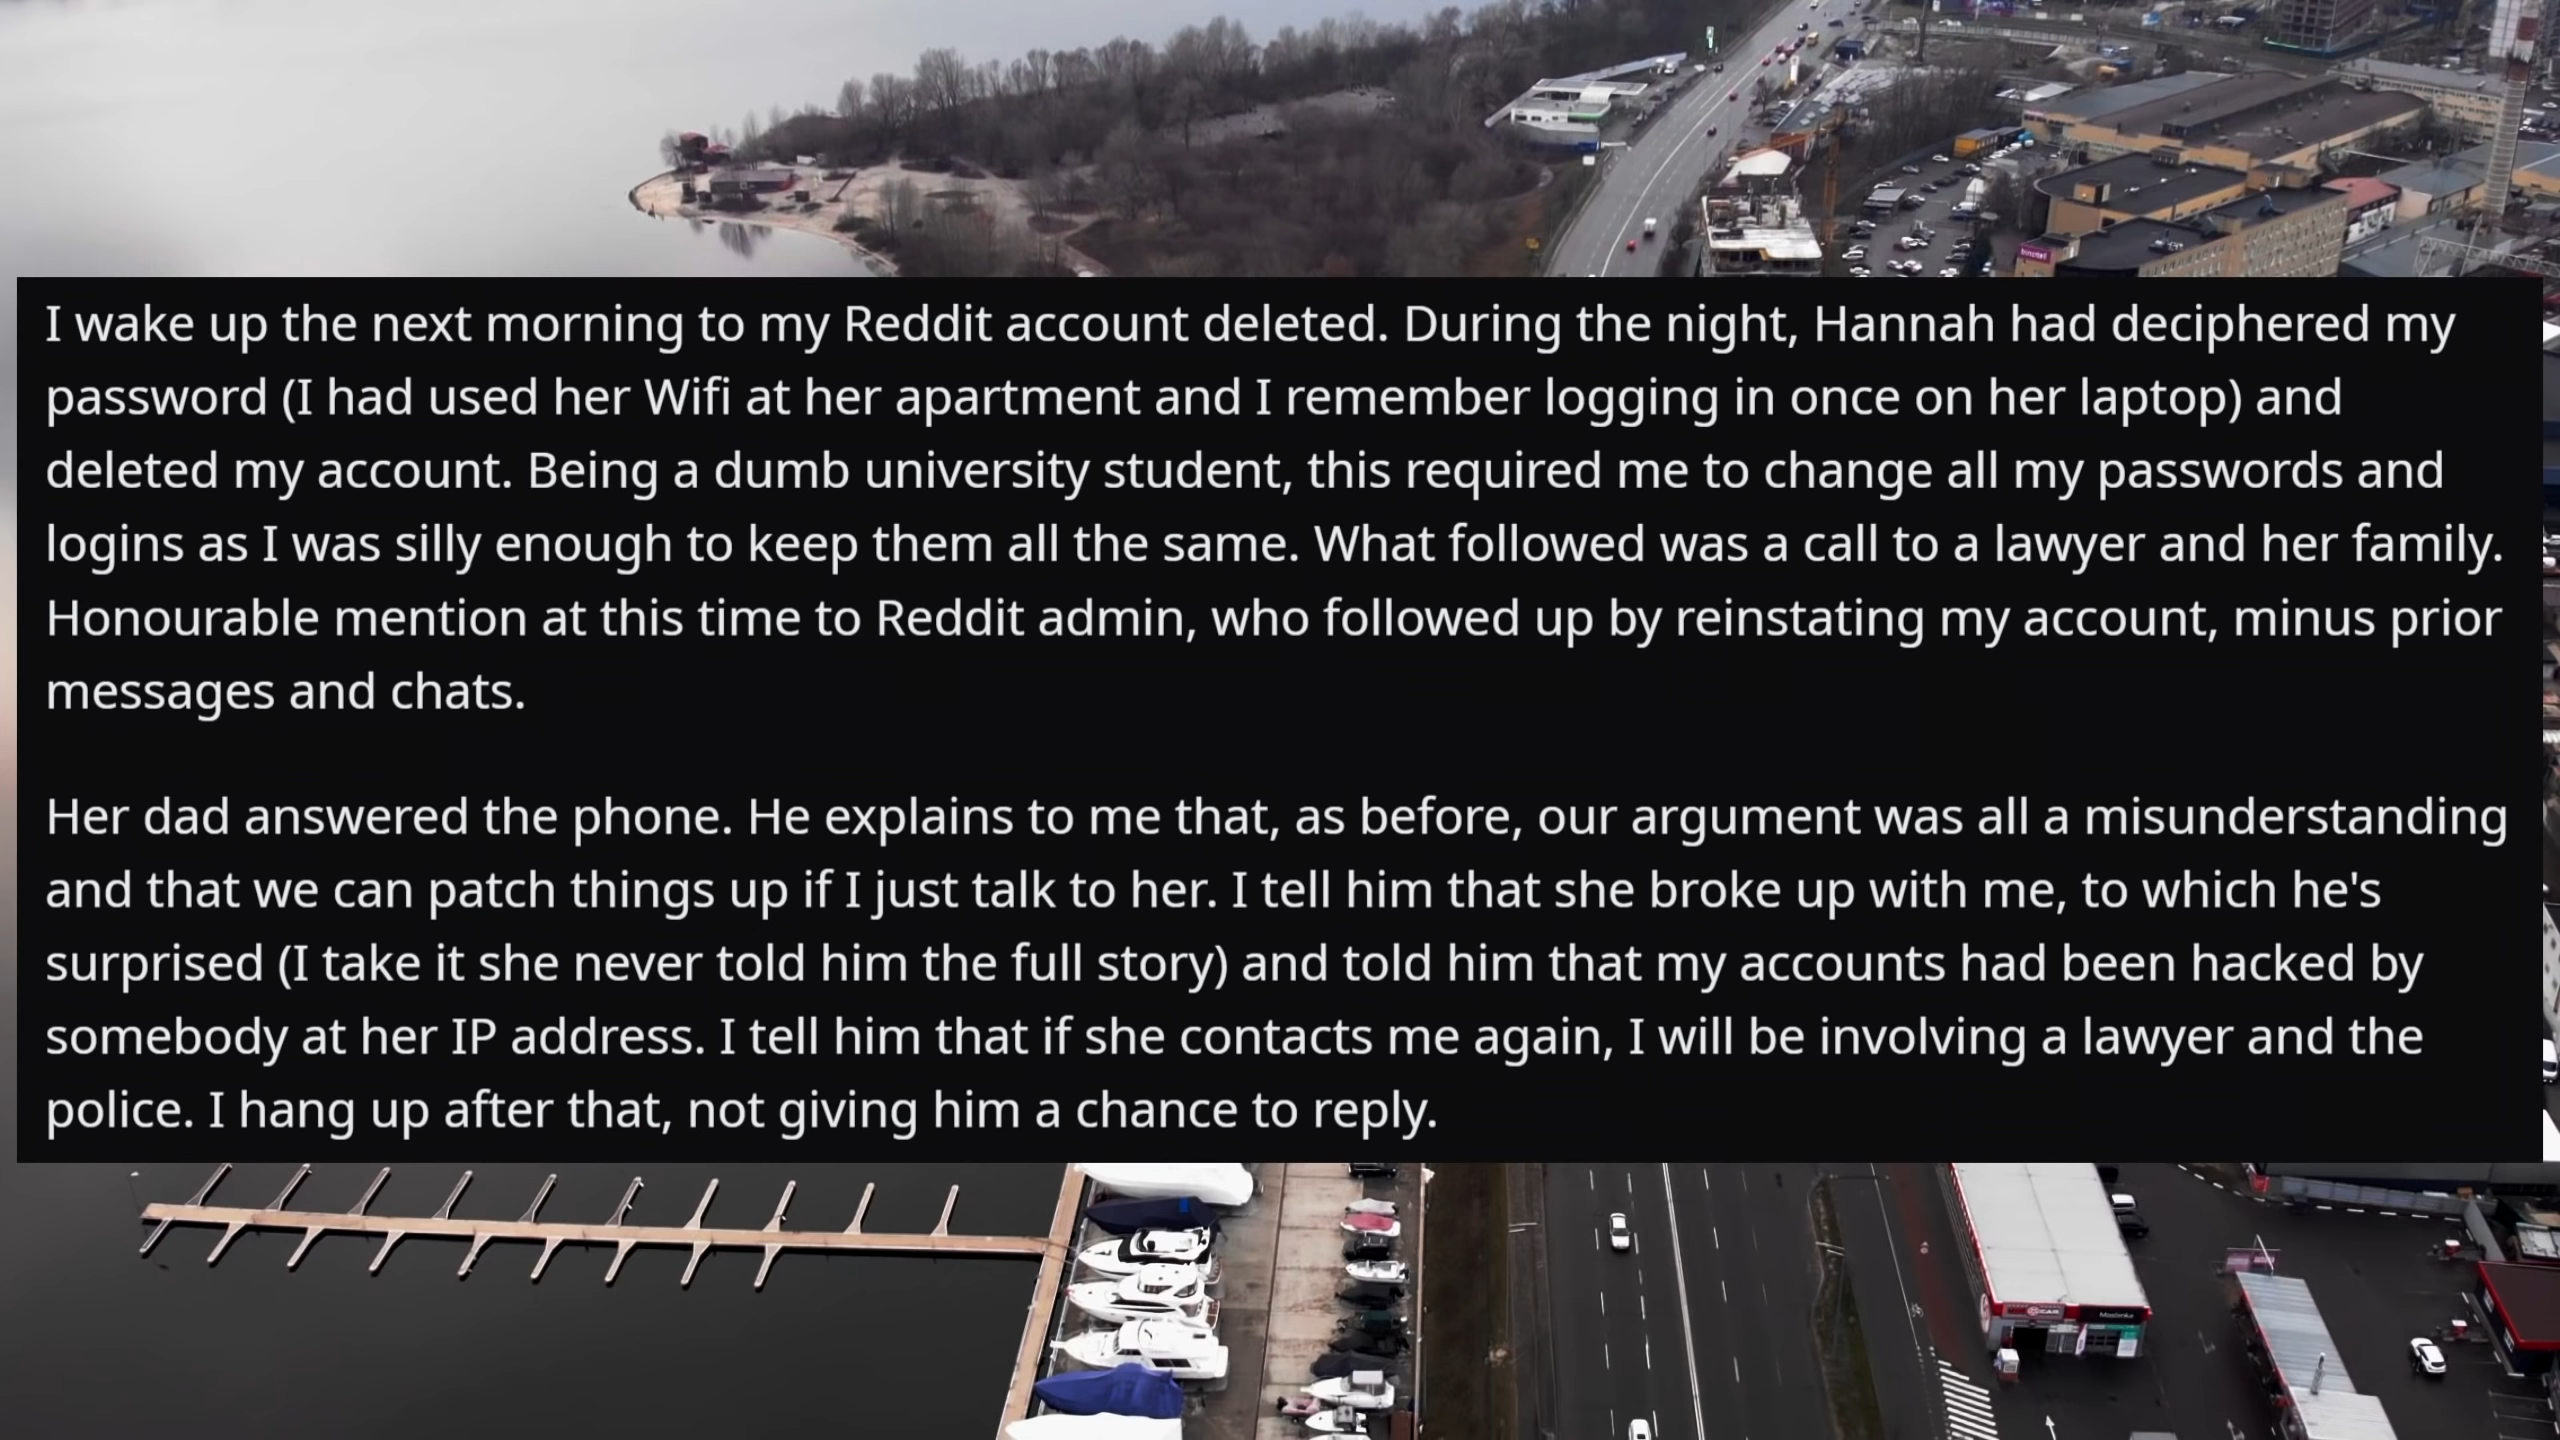 I wake up the next morning to my Reddit account deleted. During the night, Hannah had deciphered my
password (I had used her Wifi at her apartment and I remember logging in once on her laptop) and
deleted my account. Being a dumb university student, this required me to change all my passwords and
logins as I was silly enough to keep them all the same. What followed was a call to a lawyer and her family.
Honourable mention at this time to Reddit admin, who followed up by reinstating my account, minus prior
messages and chats.
Her dad answered the phone. He explains to me that, as before, our argument was all a misunderstanding
and that we can patch things up if I just talk to her. I tell him that she broke up with me, to which he's
surprised (I take it she never told him the full story) and told him that my accounts had been hacked by
somebody at her IP address. I tell him that if she contacts me again, I will be involving a lawyer and the
police. I hang up after that, not giving him a chance to reply.